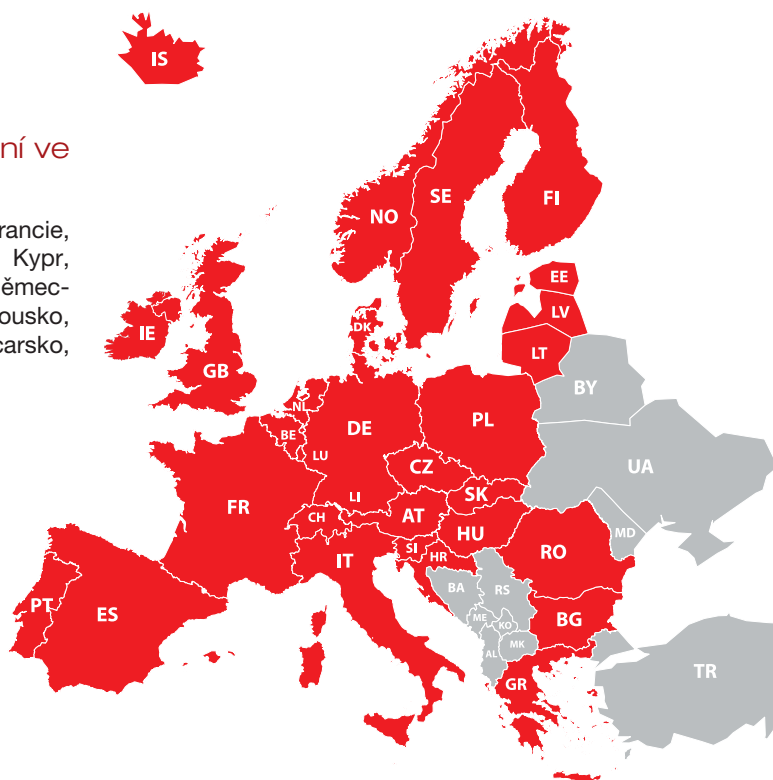 IS
ní ve
rancie,
Kypr,
ěmec-
ousko,
carsko,
NO
SE
FI
EE
LV
LT
DK
IE
GB
BY
NL
BE
DE
PL
LU
CZ
UA
LI
SK
FR
CH
AT
HU
MD
IT
SI
HR
RO
BA
RS
PT
ES
ME
KO
BG
AL
MK
GR
TR